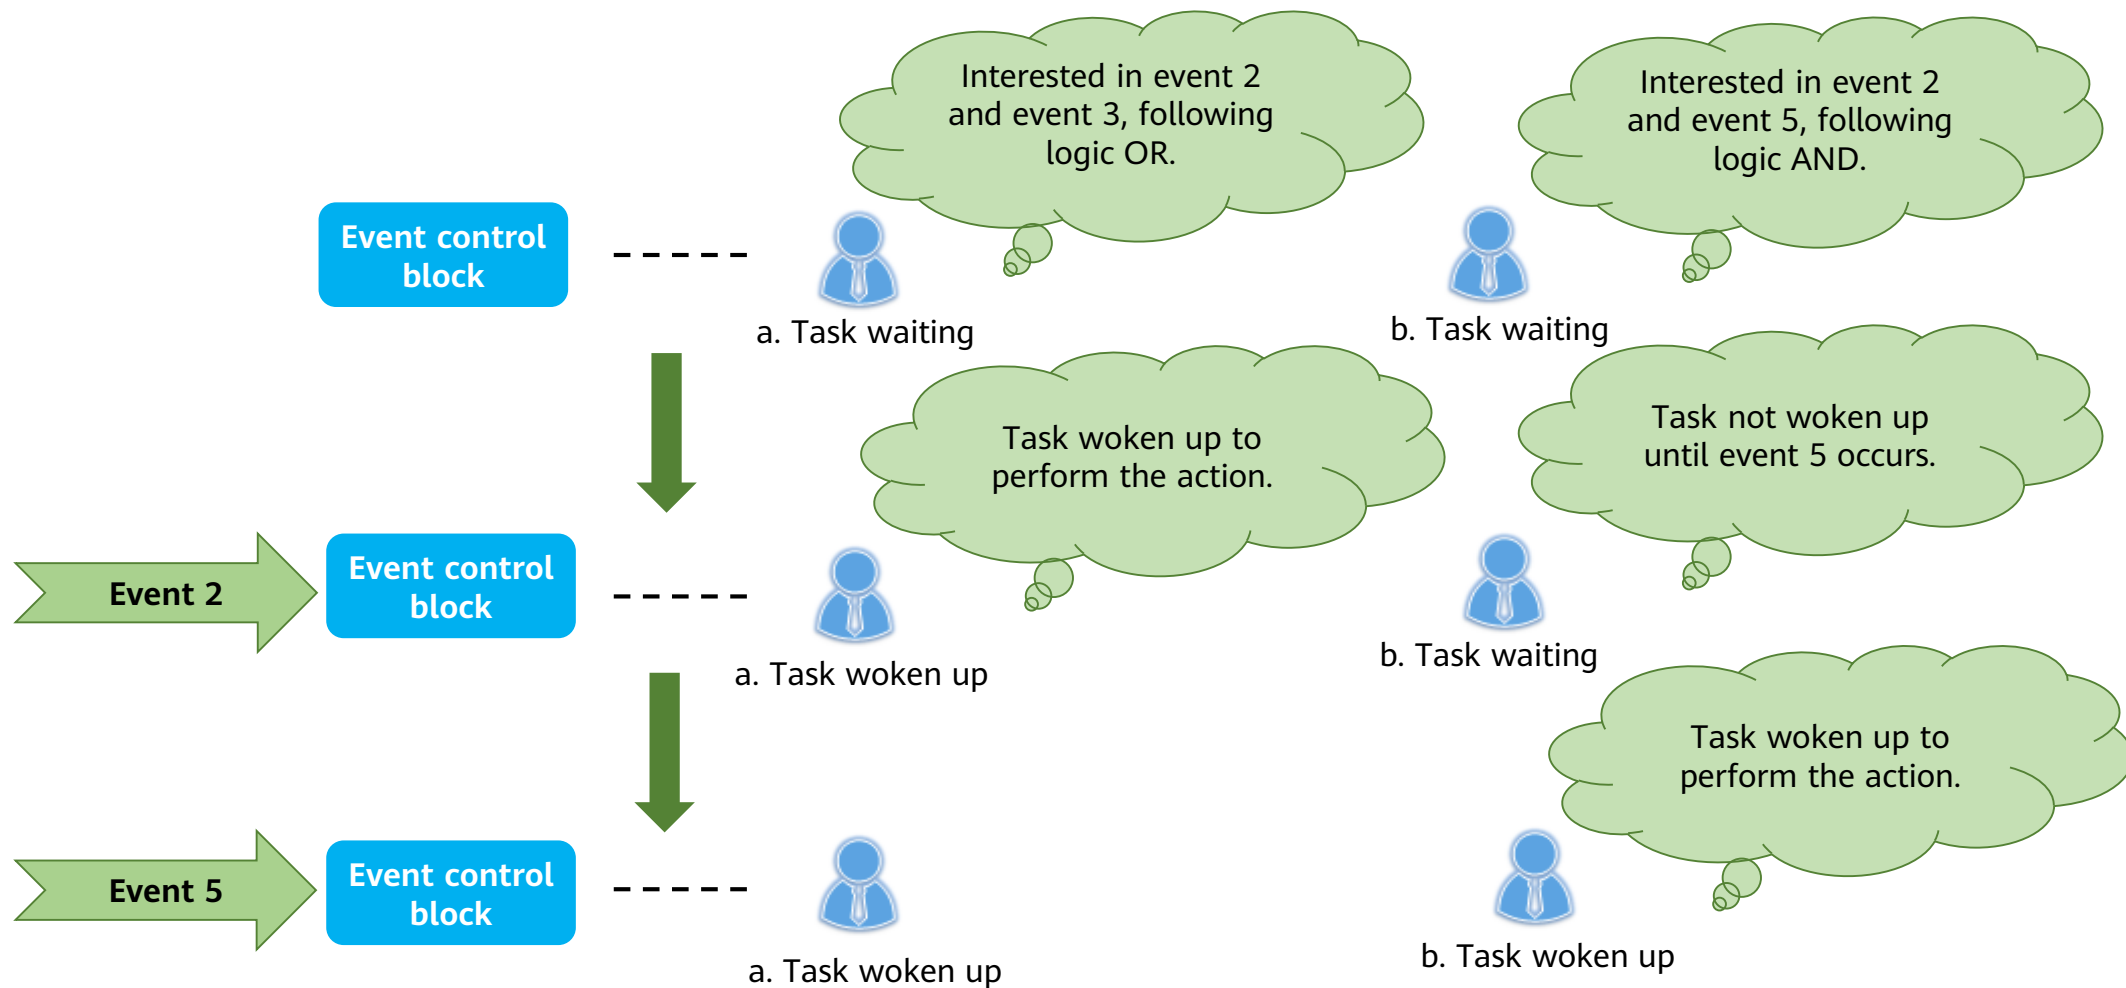 Interested in event 2
and event 3, following
logic OR.
Interested in event 2
and event 5, following
logic AND.
Event control
block
a. Task waiting
b. Task waiting
Task woken up to
perform the action.
Task not woken up
until event 5 occurs.
Event 2
Event control
block
a. Task woken up
b. Task waiting
Task woken up to
perform the action.
Event 5
Event control
block
a. Task woken up
b. Task woken up